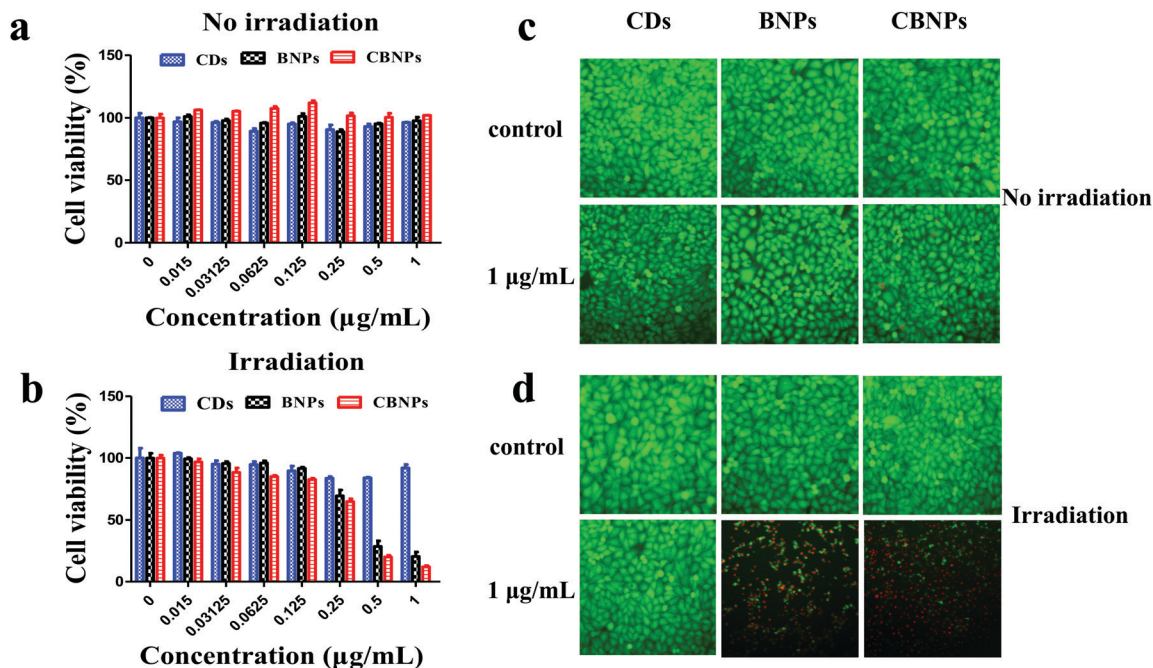 a
No irradiation
CDs BNPs CBNPs
Cell viability (%)
150
100
50
0
0 0.015 0.03125 0.0625 0.125 0.25 0.5 1
Concentration (µg/mL)
b
Irradiation
CDs BNPs CBNPs
Cell viability (%)
150
100
50
0
0 0.015 0.03125 0.0625 0.125 0.25 0.5 1
Concentration (µg/mL)
c
CDs BNPs CBNPs
control
1 µg/mL
No irradiation
d
control
1 µg/mL
Irradiation